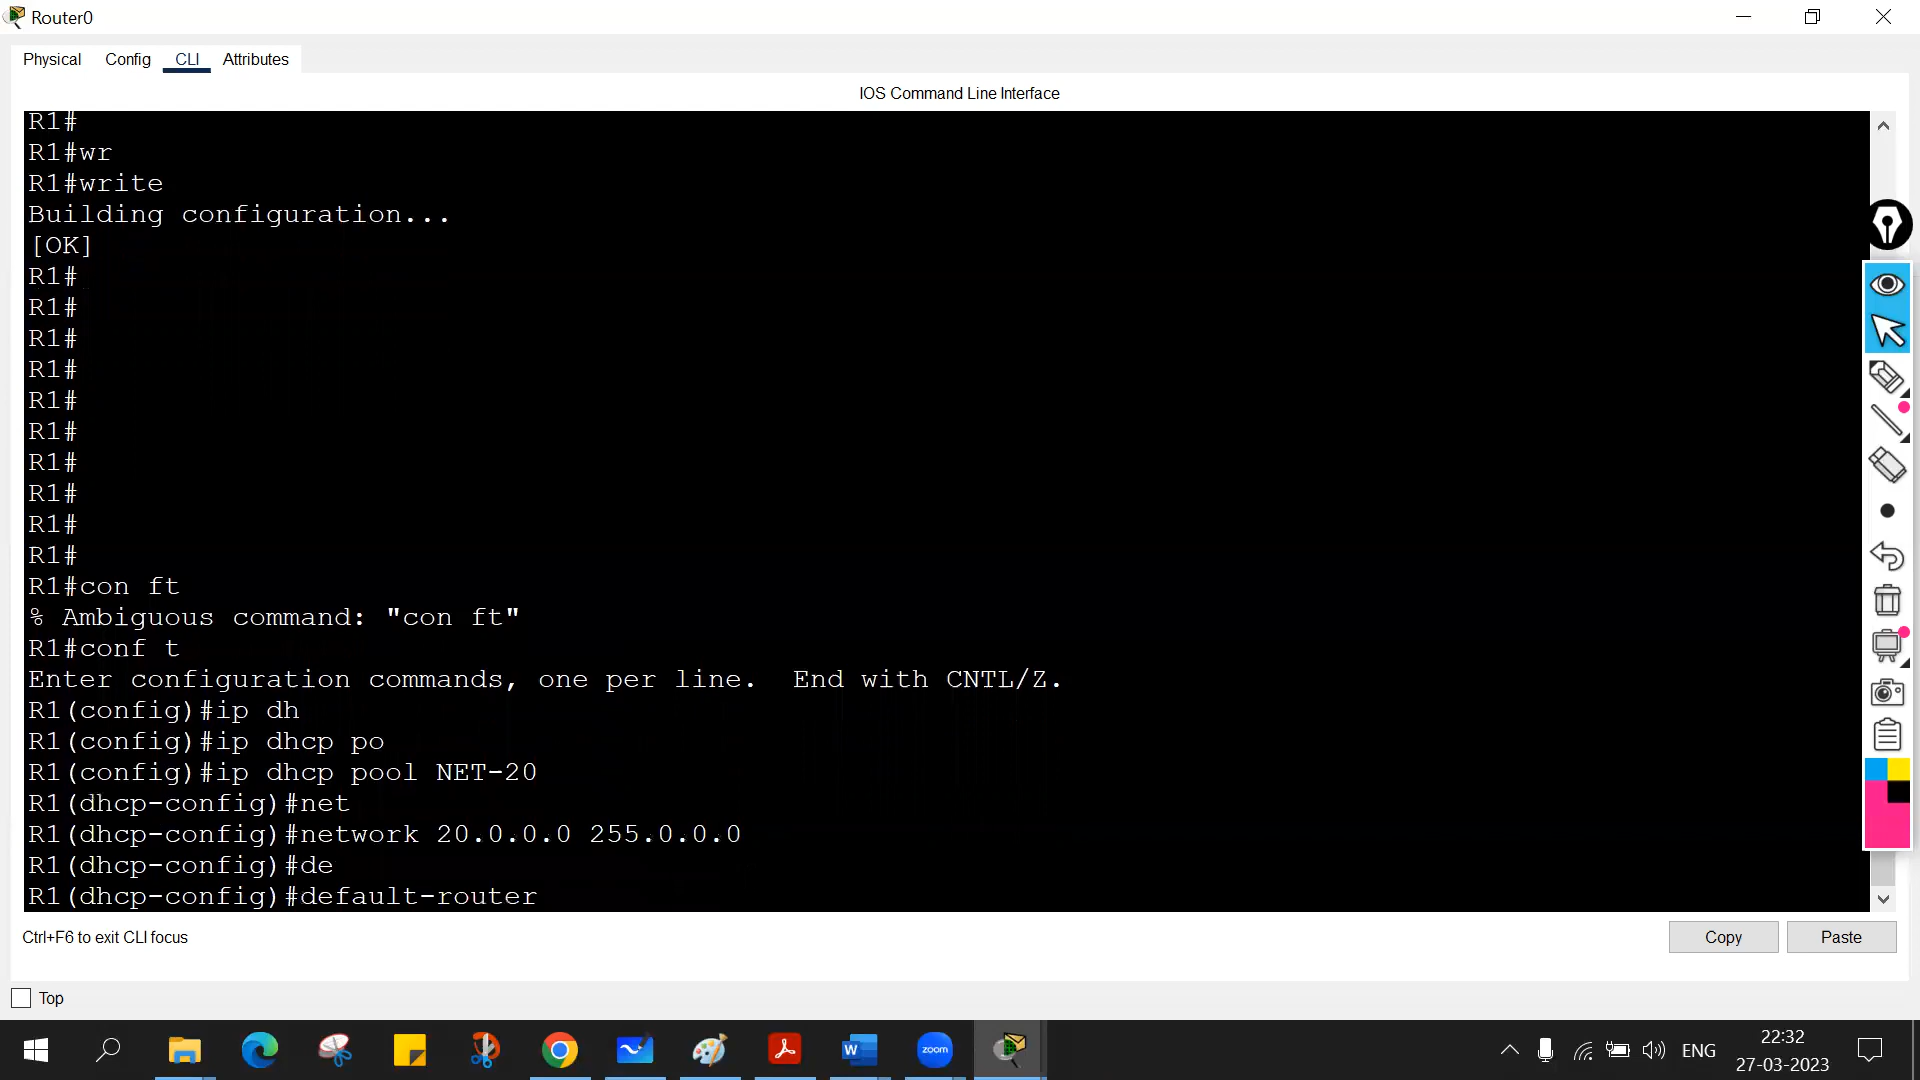 Router0
Physical Config CLI Attributes
IOS Command Line Interface
R1#
R1#wr
R1#write
Building configuration...
[OK]
R1#
R1#
R1#
R1#
R1#
R1#
R1#
R1#
R1#
R1#
R1#con ft
% Ambiguous command: "con ft"
R1#conf t
Enter configuration commands, one per line.  End with CNTL/Z.
R1(config)#ip dh
R1(config)#ip dhcp po
R1(config)#ip dhcp pool NET-20
R1(dhcp-config)#net
R1(dhcp-config)#network 20.0.0.0 255.0.0.0
R1(dhcp-config)#de
R1(dhcp-config)#default-router
Ctrl+F6 to exit CLI focus
Copy Paste
Top
W
zoom
ENG
22:32
27-03-2023